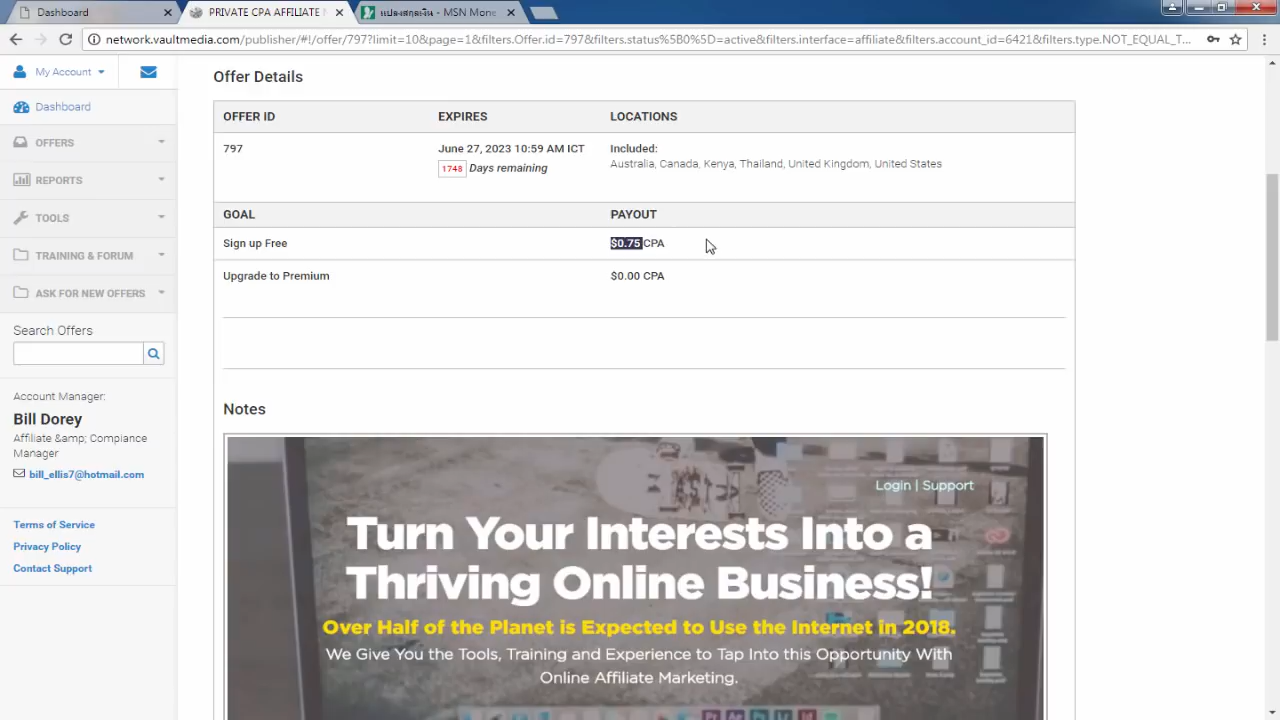 Dashboard
PRIVATE CPA AFFILIATE N
แปลงสกุลเงิน - MSN Mone
network.vaultmedia.com/publisher/#!/offer/797?limit=10&page=1&filters.Offer.id=797&filters.status%5B0%5D=active&filters.interface=affiliate&filters.account_id=6421&filters.type.NOT_EQUAL_T...
My Account
Dashboard
OFFERS
REPORTS
TOOLS
TRAINING & FORUM
ASK FOR NEW OFFERS
Search Offers
Account Manager:
Bill Dorey
Affiliate &amp; Compiance
Manager
bill_ellis7@hotmail.com
Terms of Service
Privacy Policy
Contact Support
Offer Details
OFFER ID EXPIRES LOCATIONS
797 June 27, 2023 10:59 AM ICT Included:
1748 Days remaining Australia, Canada, Kenya, Thailand, United Kingdom, United States
GOAL PAYOUT
Sign up Free $0.75 CPA
Upgrade to Premium $0.00 CPA
Notes
Login | Support
Turn Your Interests Into a
Thriving Online Business!
Over Half of the Planet is Expected to Use the Internet in 2018.
We Give You the Tools, Training and Experience to Tap Into this Opportunity With
Online Affiliate Marketing.